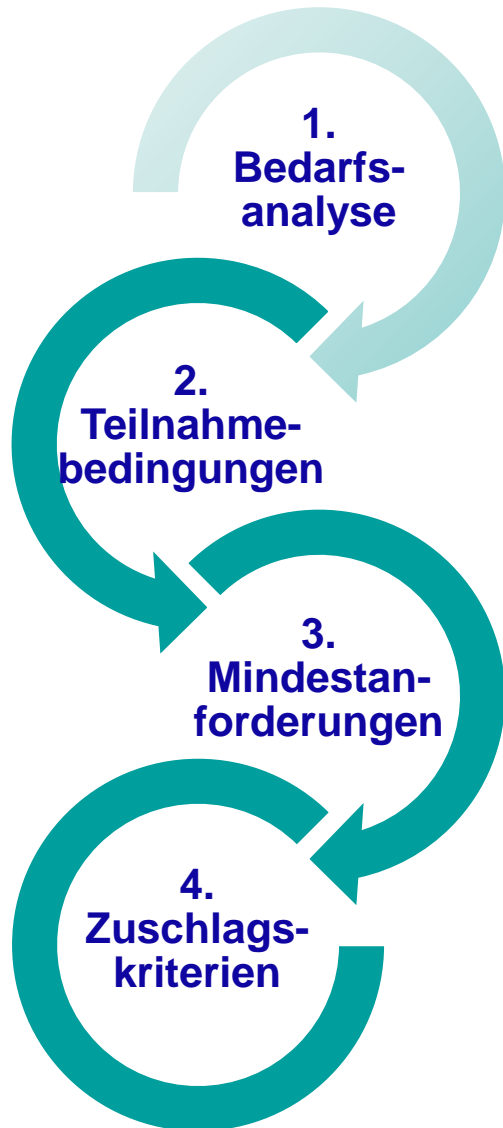 1.
Bedarfs-
analyse
2.
Teilnahme-
bedingungen
3.
Mindestan-
forderungen
4.
Zuschlags-
kriterien